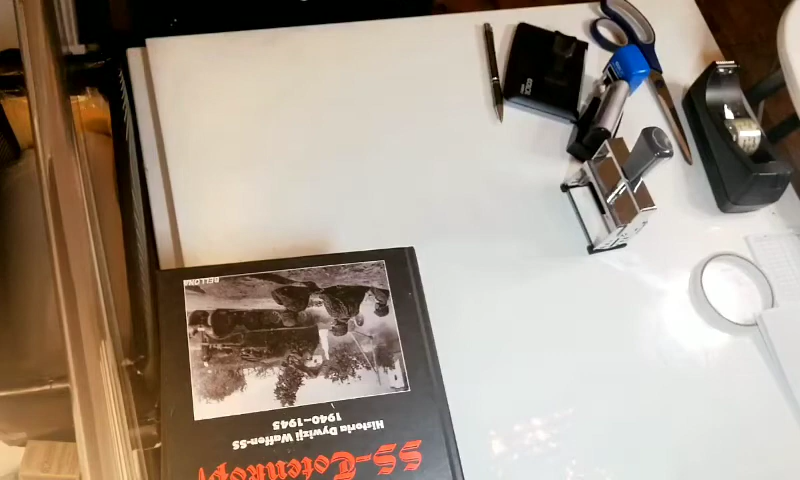 SS-Totenkopf
Historia Dywizji Waffen-SS
1940–1945
BELLONA